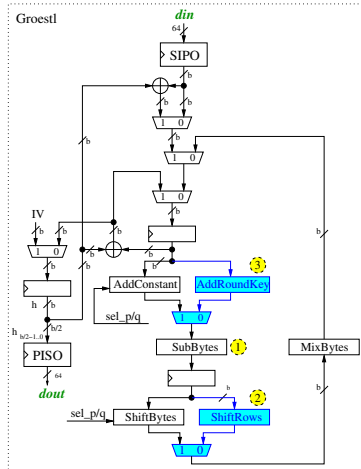 Groestl
din
64
SIPO
b
b b
1 0
b b
1 0
b
1 0
IV
b b b
1 0
b b
3
b
AddConstant AddRoundKey
h b
sel_p/q
1 0
b/2
h b/2−1..0
PISO
SubBytes 1 MixBytes
64
dout
b
2
b
sel_p/q ShiftBytes ShiftRows
1 0